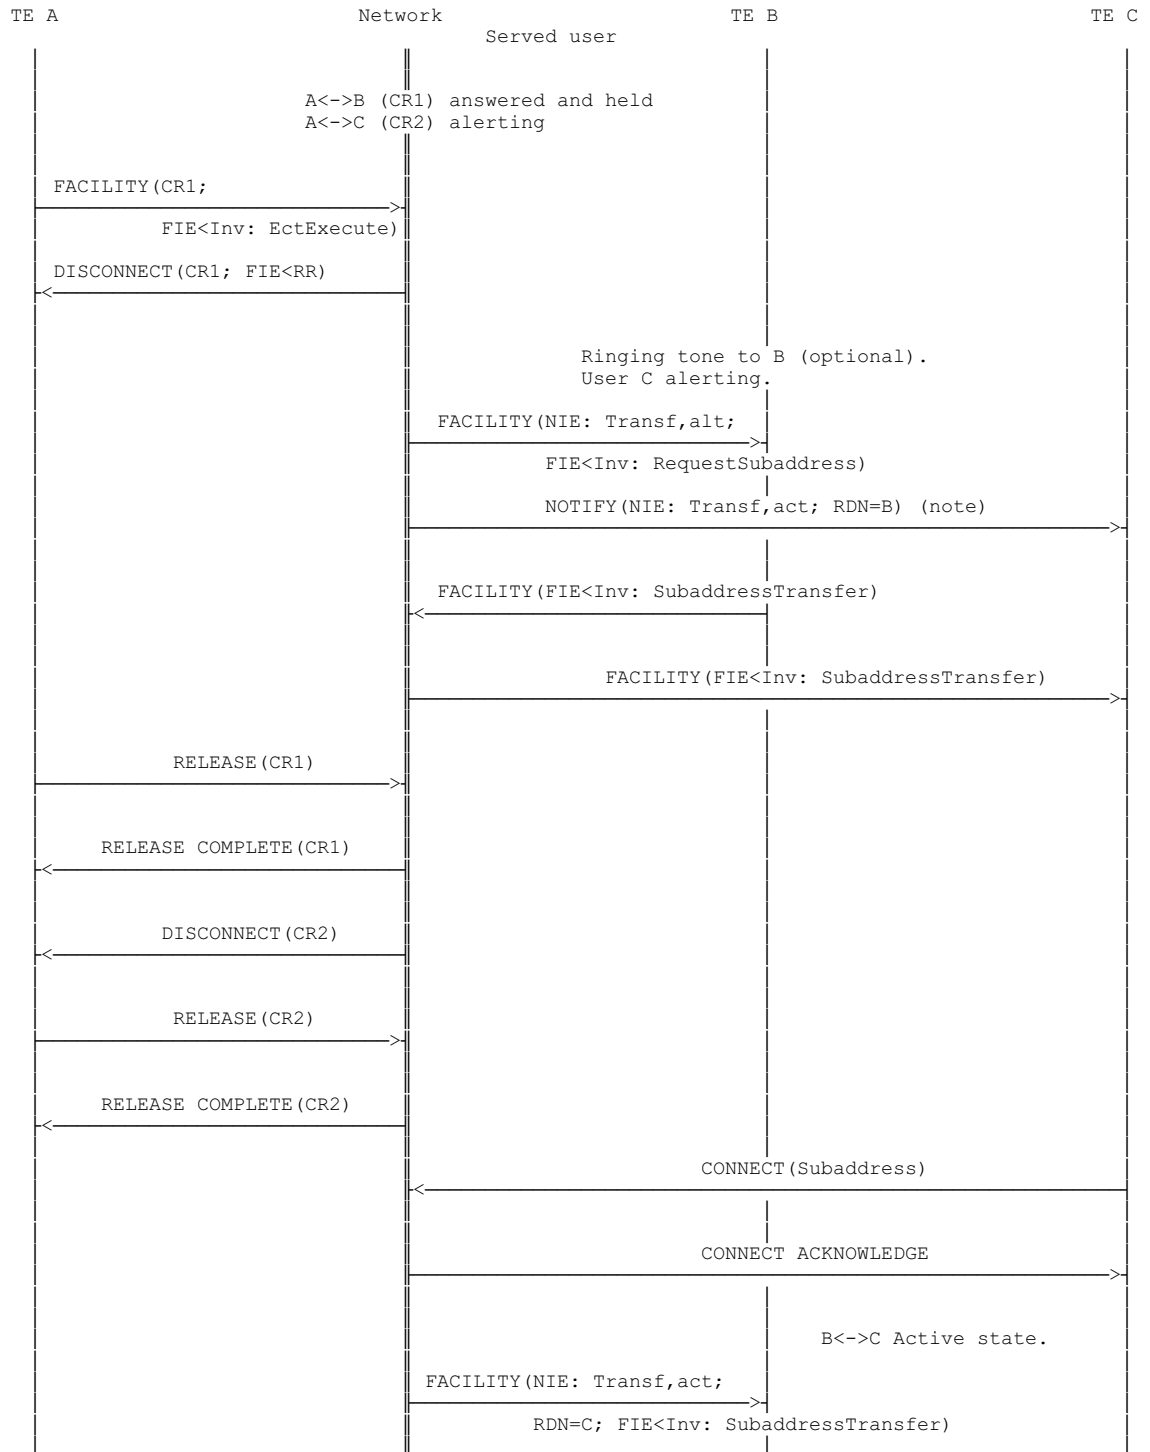 TE A Network TE B TE C
Served user
A<->B (CR1) answered and held
A<->C (CR2) alerting
FACILITY(CR1;
FIE<Inv: EctExecute)
DISCONNECT(CR1; FIE<RR)
Ringing tone to B (optional).
User C alerting.
FACILITY(NIE: Transf,alt;
FIE<Inv: RequestSubaddress)
NOTIFY(NIE: Transf,act; RDN=B) (note)
FACILITY(FIE<Inv: SubaddressTransfer)
FACILITY(FIE<Inv: SubaddressTransfer)
RELEASE(CR1)
RELEASE COMPLETE(CR1)
DISCONNECT(CR2)
RELEASE(CR2)
RELEASE COMPLETE(CR2)
CONNECT(Subaddress)
CONNECT ACKNOWLEDGE
B<->C Active state.
FACILITY(NIE: Transf,act;
RDN=C; FIE<Inv: SubaddressTransfer)